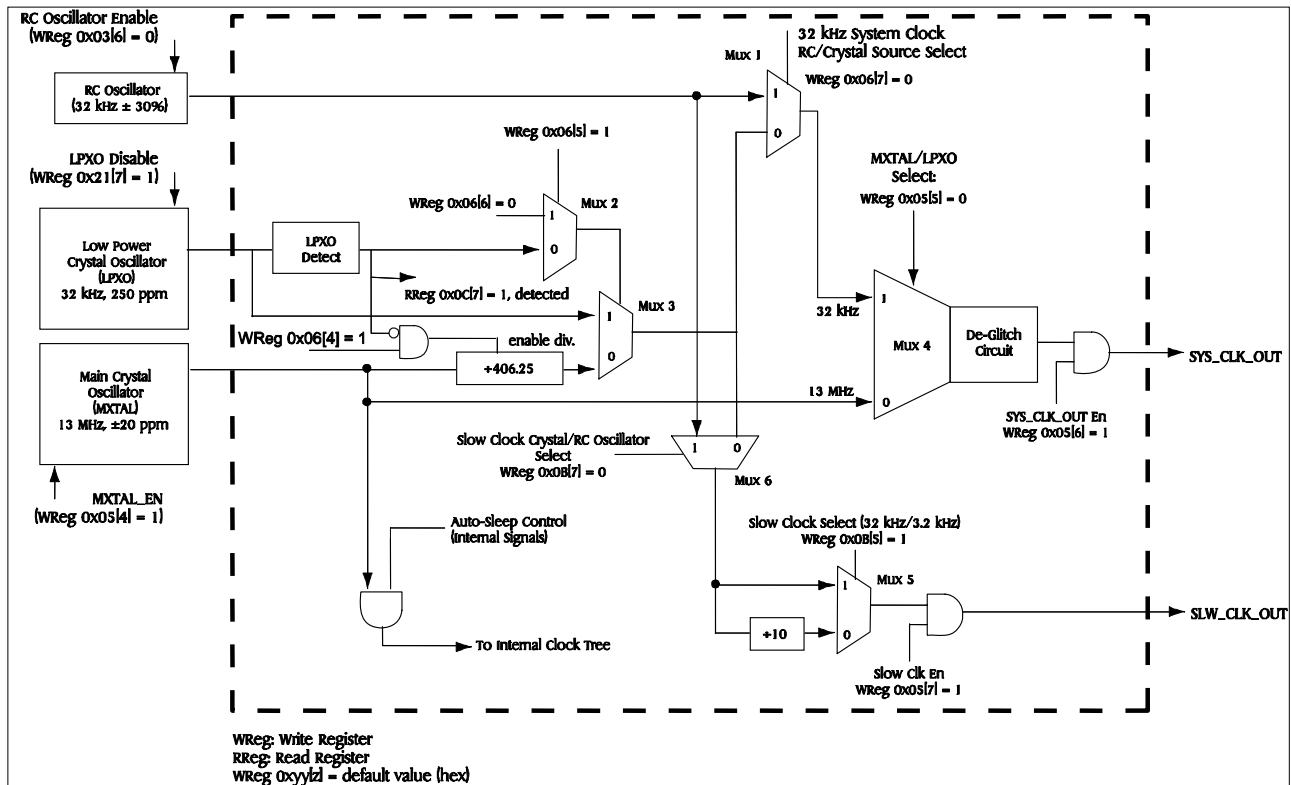 RC Oscillator Enable
(WReg 0x03[6] = 0)
RC Oscillator
(32 kHz ± 30%)
LPXO Disable
(WReg 0x21[7] = 1)
Low Power
Crystal Oscillator
(LPXO)
32 kHz, 250 ppm
Main Crystal
Oscillator
(MXTAL)
13 MHz, ±20 ppm
MXTAL_EN
(WReg 0x05[4] = 1)
LPXO
Detect
WReg 0x06[5] = 1
WReg 0x06[6] = 0
1
0
Mux 2
RReg 0x0C[7] = 1, detected
WReg 0x06[4] = 1
enable div.
÷406.25
1
0
Mux 3
Mux 1
32 kHz System Clock
RC/Crystal Source Select
WReg 0x06[7] = 0
1
0
MXTAL/LPXO
Select:
WReg 0x05[5] = 0
32 kHz
13 MHz
1
Mux 4
0
De-Glitch
Circuit
SYS_CLK_OUT
SYS_CLK_OUT En
WReg 0x05[6] = 1
Slow Clock Crystal/RC Oscillator
Select
WReg 0x0B[7] = 0
1 0
Mux 6
Auto-Sleep Control
(Internal Signals)
To Internal Clock Tree
Slow Clock Select (32 kHz/3.2 kHz)
WReg 0x0B[5] = 1
Mux 5
1
0
÷10
SLW_CLK_OUT
Slow Clk En
WReg 0x05[7] = 1
WReg: Write Register
RReg: Read Register
WReg 0xyy[z] = default value (hex)